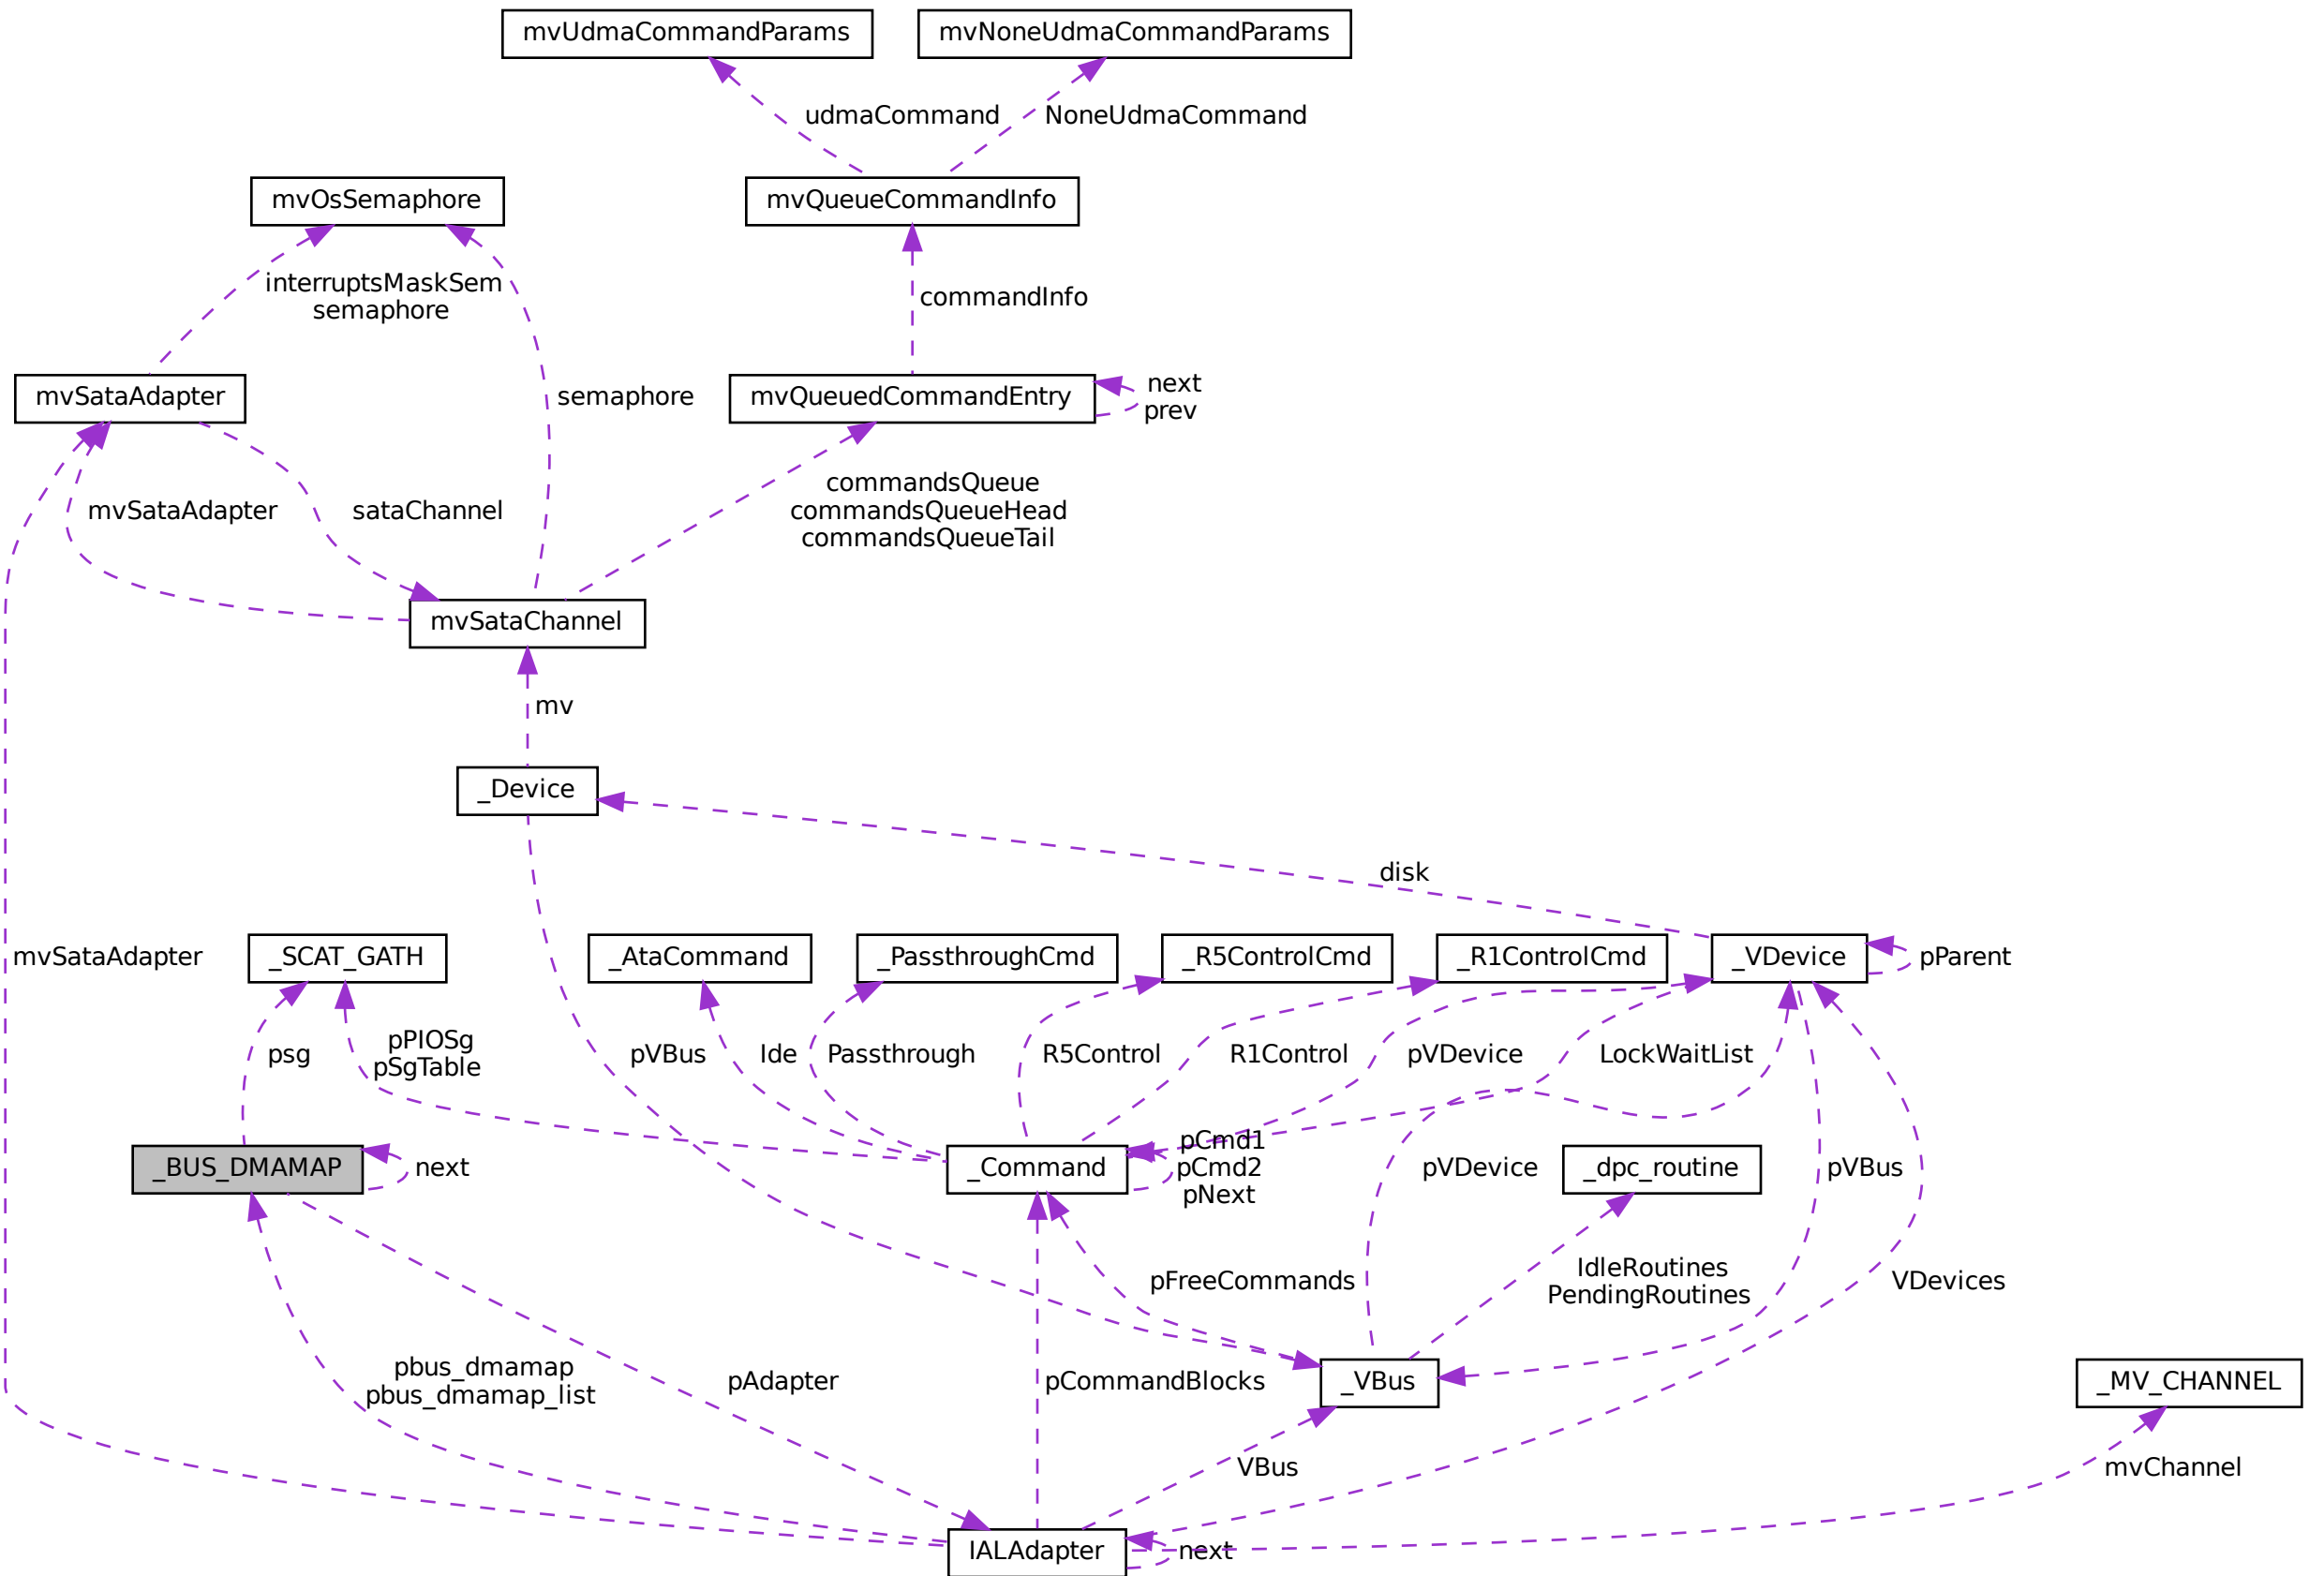 mvUdmaCommandParams
mvNoneUdmaCommandParams
udmaCommand
NoneUdmaCommand
mvOsSemaphore
mvQueueCommandInfo
interruptsMaskSem
semaphore
commandInfo
mvSataAdapter
semaphore
mvQueuedCommandEntry
next
prev
mvSataAdapter
sataChannel
commandsQueue
commandsQueueHead
commandsQueueTail
mvSataChannel
mv
_Device
disk
mvSataAdapter
_SCAT_GATH
_AtaCommand
_PassthroughCmd
_R5ControlCmd
_R1ControlCmd
_VDevice
pParent
psg
pPIOSg
pSgTable
pVBus
Ide
Passthrough
R5Control
R1Control
pVDevice
LockWaitList
_BUS_DMAMAP
next
_Command
pCmd1
pCmd2
pNext
pVDevice
_dpc_routine
pVBus
pFreeCommands
IdleRoutines
PendingRoutines
VDevices
pbus_dmamap
pbus_dmamap_list
pAdapter
pCommandBlocks
_VBus
_MV_CHANNEL
VBus
mvChannel
IALAdapter
next